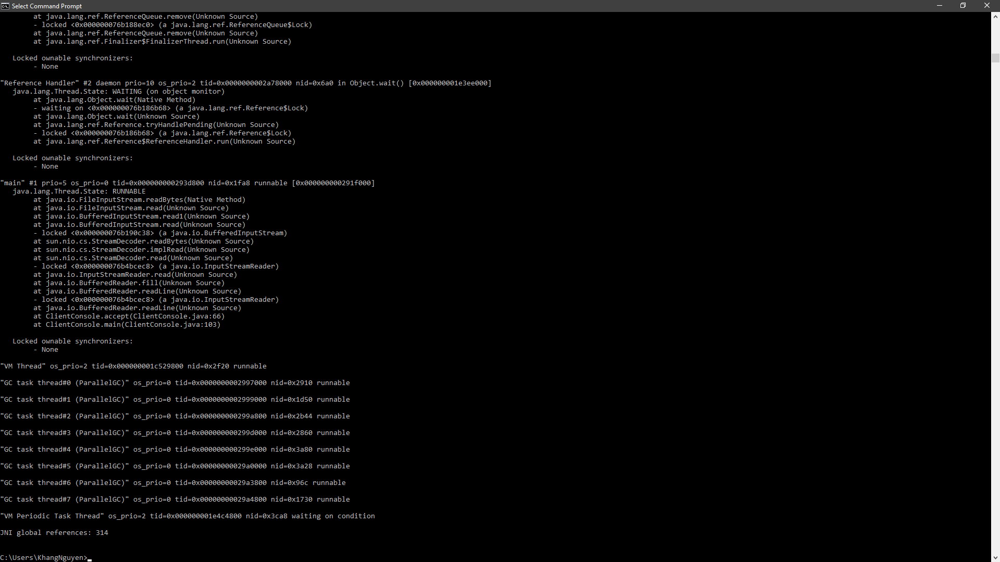 Select Command Prompt
at java.lang.ref.ReferenceQueue.remove(Unknown Source)
- locked <0x000000076b188ec0> (a java.lang.ref.ReferenceQueue$Lock)
at java.lang.ref.ReferenceQueue.remove(Unknown Source)
at java.lang.ref.Finalizer$FinalizerThread.run(Unknown Source)
Locked ownable synchronizers:
- None
"Reference Handler" #2 daemon prio=10 os_prio=2 tid=0x0000000002a78000 nid=0x6a0 in Object.wait() [0x000000001e3ee000]
java.lang.Thread.State: WAITING (on object monitor)
at java.lang.Object.wait(Native Method)
- waiting on <0x000000076b186b68> (a java.lang.ref.Reference$Lock)
at java.lang.Object.wait(Unknown Source)
at java.lang.ref.Reference.tryHandlePending(Unknown Source)
- locked <0x000000076b186b68> (a java.lang.ref.Reference$Lock)
at java.lang.ref.Reference$ReferenceHandler.run(Unknown Source)
Locked ownable synchronizers:
- None
"main" #1 prio=5 os_prio=0 tid=0x000000000293d800 nid=0x1fa8 runnable [0x000000000291f000]
java.lang.Thread.State: RUNNABLE
at java.io.FileInputStream.readBytes(Native Method)
at java.io.FileInputStream.read(Unknown Source)
at java.io.BufferedInputStream.read1(Unknown Source)
at java.io.BufferedInputStream.read(Unknown Source)
- locked <0x000000076b190c38> (a java.io.BufferedInputStream)
at sun.nio.cs.StreamDecoder.readBytes(Unknown Source)
at sun.nio.cs.StreamDecoder.implRead(Unknown Source)
at sun.nio.cs.StreamDecoder.read(Unknown Source)
- locked <0x000000076b4bcec8> (a java.io.InputStreamReader)
at java.io.InputStreamReader.read(Unknown Source)
at java.io.BufferedReader.fill(Unknown Source)
at java.io.BufferedReader.readLine(Unknown Source)
- locked <0x000000076b4bcec8> (a java.io.InputStreamReader)
at java.io.BufferedReader.readLine(Unknown Source)
at ClientConsole.accept(ClientConsole.java:66)
at ClientConsole.main(ClientConsole.java:103)
Locked ownable synchronizers:
- None
"VM Thread" os_prio=2 tid=0x000000001c529800 nid=0x2f20 runnable
"GC task thread#0 (ParallelGC)" os_prio=0 tid=0x0000000002997000 nid=0x2910 runnable
"GC task thread#1 (ParallelGC)" os_prio=0 tid=0x0000000002999000 nid=0x1d50 runnable
"GC task thread#2 (ParallelGC)" os_prio=0 tid=0x000000000299a800 nid=0x2b44 runnable
"GC task thread#3 (ParallelGC)" os_prio=0 tid=0x000000000299d000 nid=0x2860 runnable
"GC task thread#4 (ParallelGC)" os_prio=0 tid=0x000000000299e000 nid=0x3a80 runnable
"GC task thread#5 (ParallelGC)" os_prio=0 tid=0x00000000029a0000 nid=0x3a28 runnable
"GC task thread#6 (ParallelGC)" os_prio=0 tid=0x00000000029a3800 nid=0x96c runnable
"GC task thread#7 (ParallelGC)" os_prio=0 tid=0x00000000029a4800 nid=0x1730 runnable
"VM Periodic Task Thread" os_prio=2 tid=0x000000001e4c4800 nid=0x3ca8 waiting on condition
JNI global references: 314
C:\Users\KhangNguyen>